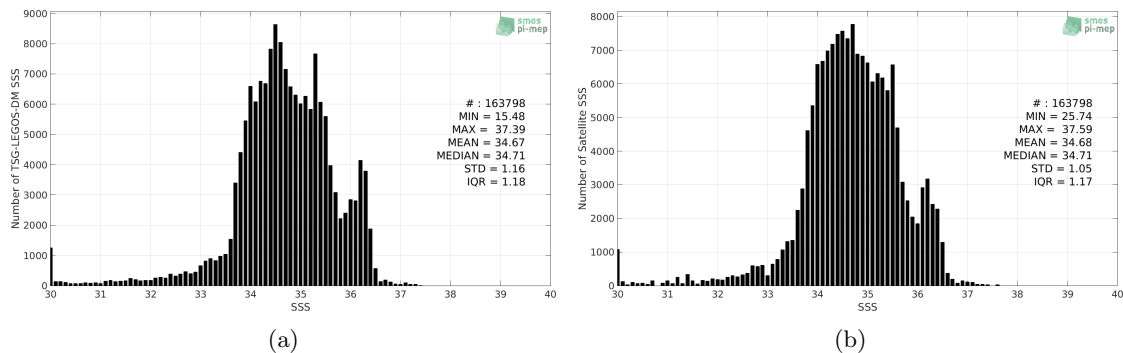 9000
8000
7000
6000
5000
4000
3000
2000
1000
0
Number of TSG-LEGOS-DM SSS
30
31
32
33
34
35
36
37
38
39
40
SSS
smos
pi-mep
# : 163798
MIN = 15.48
MAX = 37.39
MEAN = 34.67
MEDIAN = 34.71
STD = 1.16
IQR = 1.18
(a)
8000
7000
6000
5000
4000
3000
2000
1000
0
Number of Satellite SSS
30
31
32
33
34
35
36
37
38
39
40
SSS
smos
pi-mep
# : 163798
MIN = 25.74
MAX = 37.59
MEAN = 34.68
MEDIAN = 34.71
STD = 1.05
IQR = 1.17
(b)